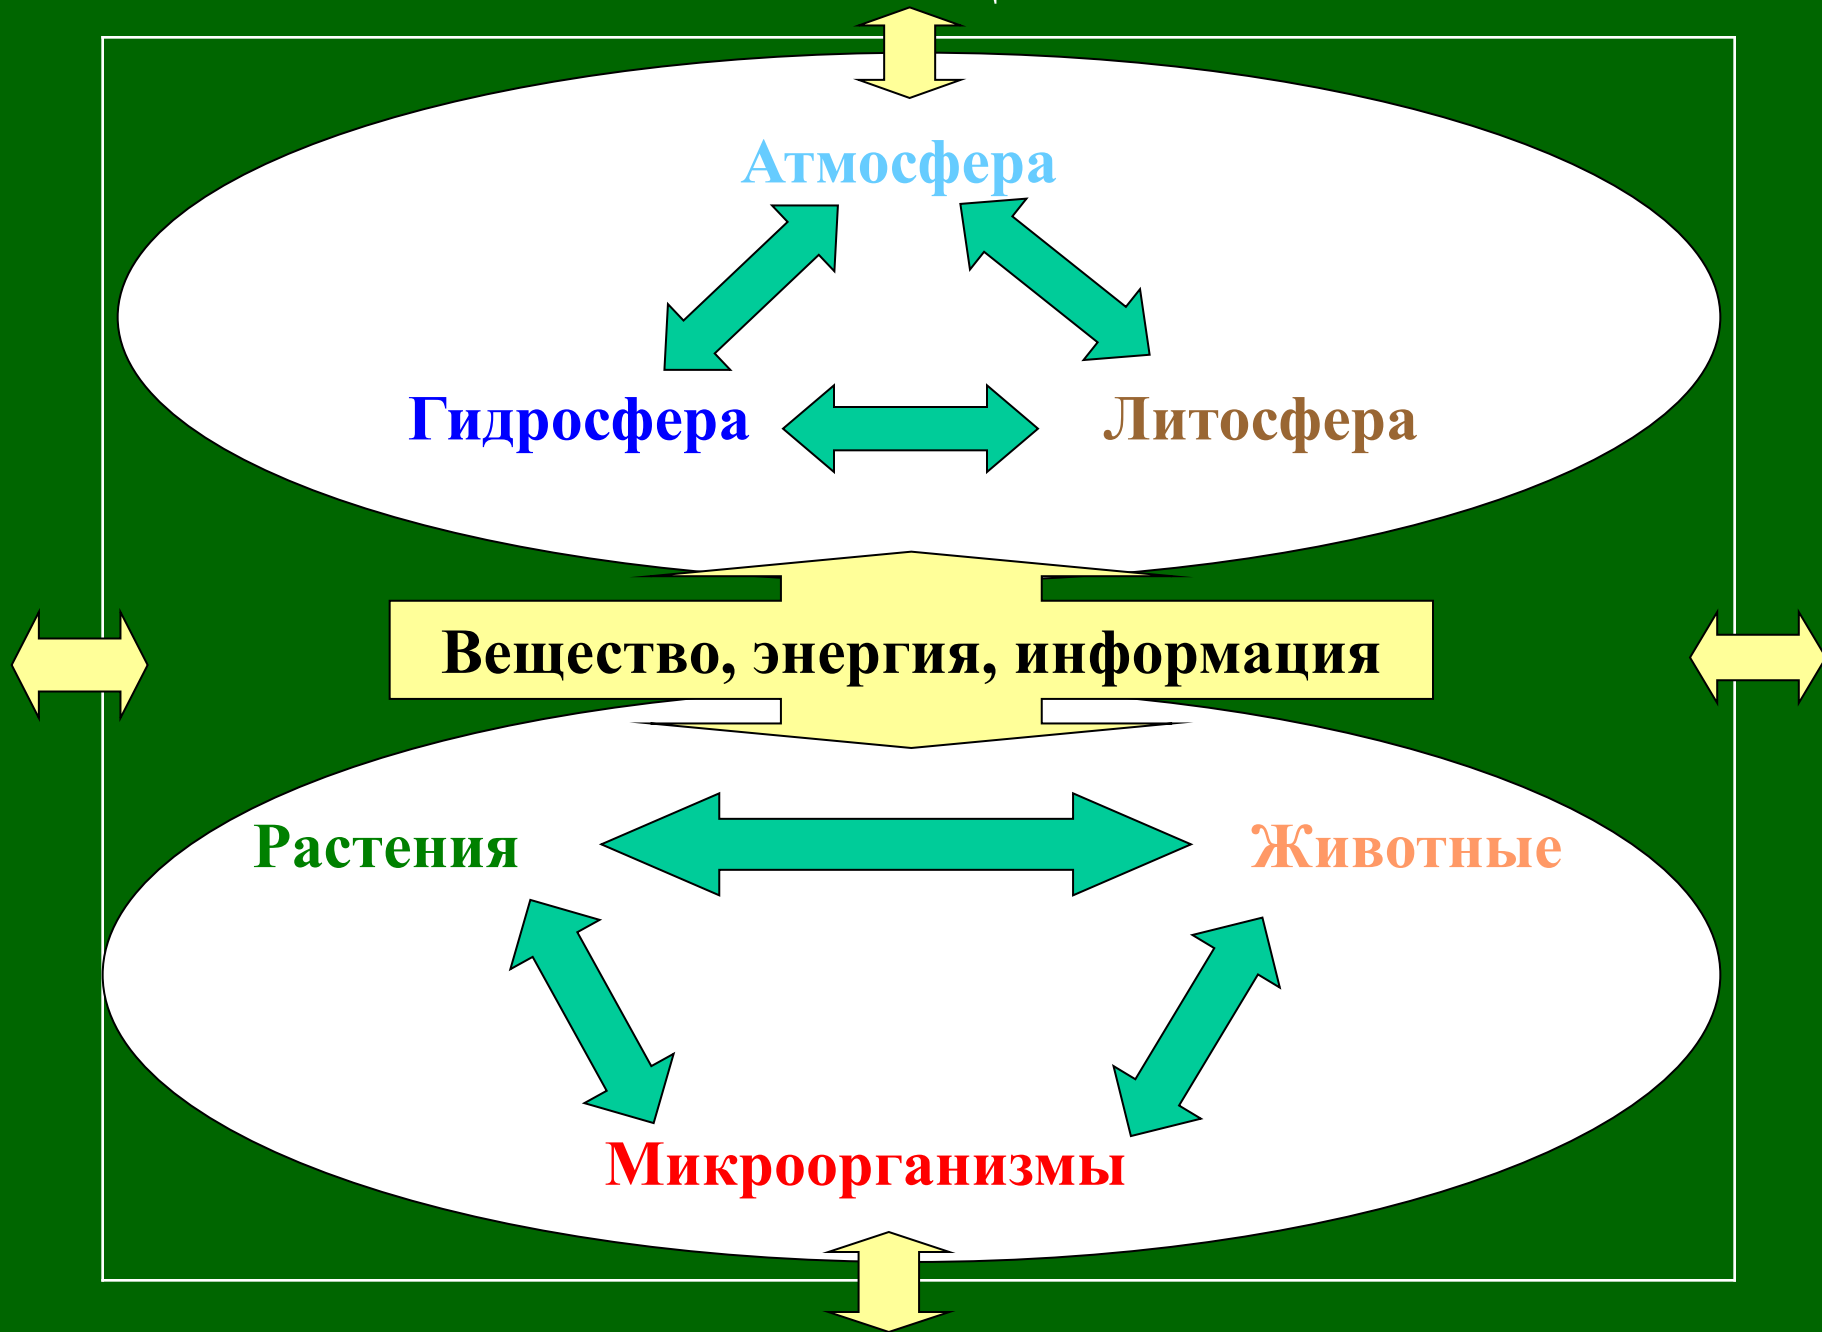 Атмосфера
Гидросфера Литосфера
Вещество, энергия, информация
Растения Животные
Микроорганизмы